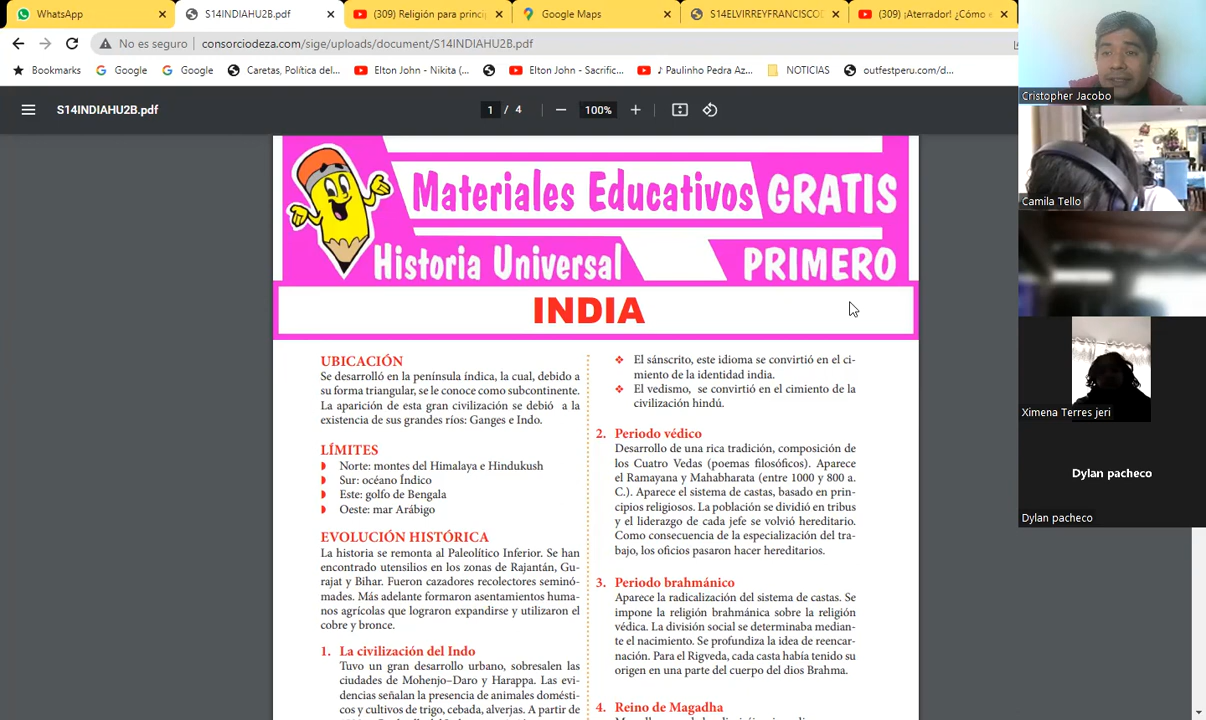 WhatsApp
S14INDIAHU2B.pdf
(309) Religión para princi
Google Maps
S14ELVIRREYFRANCISCO
(309) ¡Aterrador! ¿Cómo
No es seguro
consorciodeza.com/sige/uploads/document/S14INDIAHU2B.pdf
Bookmarks
Google
Google
Caretas, Política del...
Elton John - Nikita (...
Elton John - Sacrific...
♪ Paulinho Pedra Az...
NOTICIAS
outfestperu.com/d...
S14INDIAHU2B.pdf
1 / 4
100%
Materiales Educativos GRATIS
Historia Universal
PRIMERO
INDIA
UBICACIÓN
Se desarrolló en la península índica, la cual, debido a
su forma triangular, se le conoce como subcontinente.
La aparición de esta gran civilización se debió a la
existencia de sus grandes ríos: Ganges e Indo.
LÍMITES
Norte: montes del Himalaya e Hindukush
Sur: océano Índico
Este: golfo de Bengala
Oeste: mar Arábigo
EVOLUCIÓN HISTÓRICA
La historia se remonta al Paleolítico Inferior. Se han
encontrado utensilios en los zonas de Rajantán, Gu-
rajat y Bihar. Fueron cazadores recolectores seminó-
mades. Más adelante formaron asentamientos huma-
nos agrícolas que lograron expandirse y utilizaron el
cobre y bronce.
1. La civilización del Indo
Tuvo un gran desarrollo urbano, sobresalen las
ciudades de Mohenjo–Daro y Harappa. Las evi-
dencias señalan la presencia de animales domésti-
cos y cultivos de trigo, cebada, alverjas. A partir de
❖ El sánscrito, este idioma se convirtió en el ci-
miento de la identidad india.
❖ El vedismo, se convirtió en el cimiento de la
civilización hindú.
2. Periodo védico
Desarrollo de una rica tradición, composición de
los Cuatro Vedas (poemas filosóficos). Aparece
el Ramayana y Mahabharata (entre 1000 y 800 a.
C.). Aparece el sistema de castas, basado en prin-
cipios religiosos. La población se dividió en tribus
y el liderazgo de cada jefe se volvió hereditario.
Como consecuencia de la especialización del tra-
bajo, los oficios pasaron hacer hereditarios.
3. Periodo brahmánico
Aparece la radicalización del sistema de castas. Se
impone la religión brahmánica sobre la religión
védica. La división social se determinaba median-
te el nacimiento. Se profundiza la idea de reencar-
nación. Para el Rigveda, cada casta había tenido su
origen en una parte del cuerpo del dios Brahma.
4. Reino de Magadha
Cristopher Jacobo
Camila Tello
Ximena Terres jeri
Dylan pacheco
Dylan pacheco